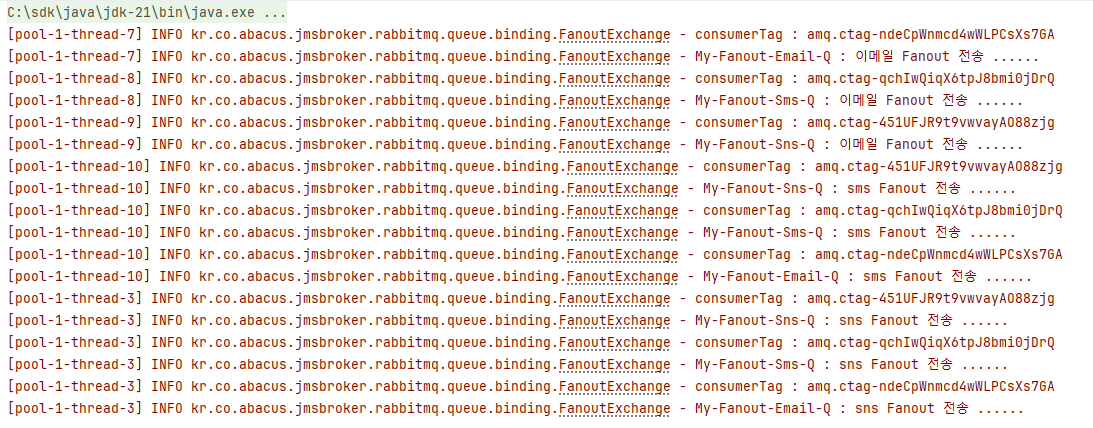 C:\sdk\java\jdk-21\bin\java.exe ...
[pool-1-thread-7] INFO kr.co.abacus.jmsbroker.rabbitmq.queue.binding.FanoutExchange - consumerTag : amq.ctag-ndeCpWnmcd4wWLPCsXs7GA
[pool-1-thread-7] INFO kr.co.abacus.jmsbroker.rabbitmq.queue.binding.FanoutExchange - My-Fanout-Email-Q : 이메일 Fanout 전송 ......
[pool-1-thread-8] INFO kr.co.abacus.jmsbroker.rabbitmq.queue.binding.FanoutExchange - consumerTag : amq.ctag-qchIwQiqX6tpJ8bmi0jDrQ
[pool-1-thread-8] INFO kr.co.abacus.jmsbroker.rabbitmq.queue.binding.FanoutExchange - My-Fanout-Sms-Q : 이메일 Fanout 전송 ......
[pool-1-thread-9] INFO kr.co.abacus.jmsbroker.rabbitmq.queue.binding.FanoutExchange - consumerTag : amq.ctag-451UFJR9t9vwvayAO88zjg
[pool-1-thread-9] INFO kr.co.abacus.jmsbroker.rabbitmq.queue.binding.FanoutExchange - My-Fanout-Sns-Q : 이메일 Fanout 전송 ......
[pool-1-thread-10] INFO kr.co.abacus.jmsbroker.rabbitmq.queue.binding.FanoutExchange - consumerTag : amq.ctag-451UFJR9t9vwvayAO88zjg
[pool-1-thread-10] INFO kr.co.abacus.jmsbroker.rabbitmq.queue.binding.FanoutExchange - My-Fanout-Sns-Q : sms Fanout 전송 ......
[pool-1-thread-10] INFO kr.co.abacus.jmsbroker.rabbitmq.queue.binding.FanoutExchange - consumerTag : amq.ctag-qchIwQiqX6tpJ8bmi0jDrQ
[pool-1-thread-10] INFO kr.co.abacus.jmsbroker.rabbitmq.queue.binding.FanoutExchange - My-Fanout-Sms-Q : sms Fanout 전송 ......
[pool-1-thread-10] INFO kr.co.abacus.jmsbroker.rabbitmq.queue.binding.FanoutExchange - consumerTag : amq.ctag-ndeCpWnmcd4wWLPCsXs7GA
[pool-1-thread-10] INFO kr.co.abacus.jmsbroker.rabbitmq.queue.binding.FanoutExchange - My-Fanout-Email-Q : sms Fanout 전송 ......
[pool-1-thread-3] INFO kr.co.abacus.jmsbroker.rabbitmq.queue.binding.FanoutExchange - consumerTag : amq.ctag-451UFJR9t9vwvayAO88zjg
[pool-1-thread-3] INFO kr.co.abacus.jmsbroker.rabbitmq.queue.binding.FanoutExchange - My-Fanout-Sns-Q : sns Fanout 전송 ......
[pool-1-thread-3] INFO kr.co.abacus.jmsbroker.rabbitmq.queue.binding.FanoutExchange - consumerTag : amq.ctag-qchIwQiqX6tpJ8bmi0jDrQ
[pool-1-thread-3] INFO kr.co.abacus.jmsbroker.rabbitmq.queue.binding.FanoutExchange - My-Fanout-Sms-Q : sns Fanout 전송 ......
[pool-1-thread-3] INFO kr.co.abacus.jmsbroker.rabbitmq.queue.binding.FanoutExchange - consumerTag : amq.ctag-ndeCpWnmcd4wWLPCsXs7GA
[pool-1-thread-3] INFO kr.co.abacus.jmsbroker.rabbitmq.queue.binding.FanoutExchange - My-Fanout-Email-Q : sns Fanout 전송 ......